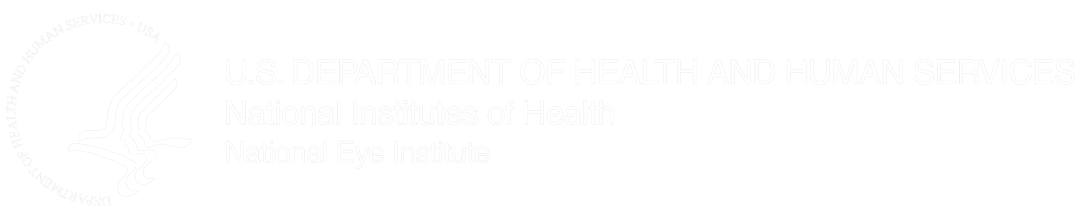 DEPARTMENT OF HEALTH AND HUMAN SERVICES • USA
U.S. DEPARTMENT OF HEALTH AND HUMAN SERVICES
National Institutes of Health
National Eye Institute